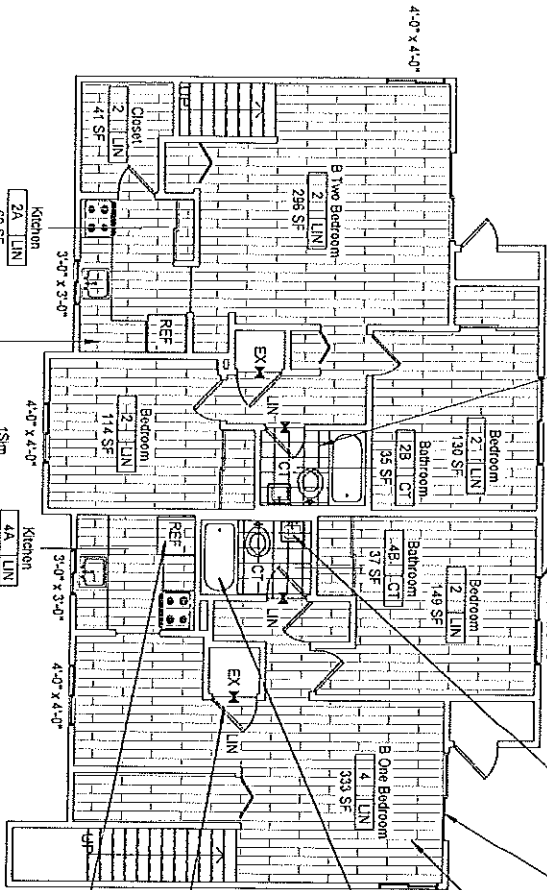 4'-0" x 4'-0"
UP
Closet
2 LIN
41 SF
B Two Bedroom
2 LIN
296 SF
Kitchen
2A LIN
3'-0" x 3'-0"
REF
EX
LIN
Bedroom
2 LIN
130 SF
Bathroom
2B CT
35 SF
CT
Bedroom
2 LIN
114 SF
4'-0" x 4'-0"
1Sim
Kitchen
4A LIN
3'-0" x 3'-0"
REF
Bathroom
4B CT
37 SF
CT
LIN
Bedroom
2 LIN
149 SF
EX
LIN
4'-0" x 4'-0"
B One Bedroom
4 LIN
333 SF
UP